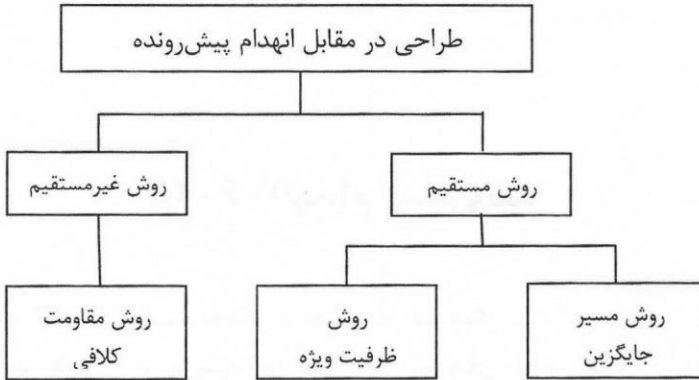 طراحی در مقابل انهدام پیش‌رونده
روش مستقیم
روش غیرمستقیم
روش مسیر
جایگزین
روش
ظرفیت ویژه
روش مقاومت
کلافی